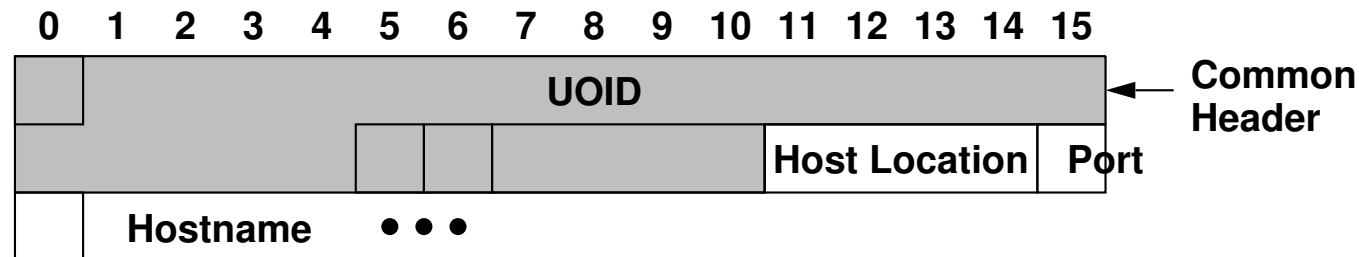 0 1 2 3 4 5 6 7 8 9 10 11 12 13 14 15
UOID
Common
Header
Host Location Port
Hostname • • •